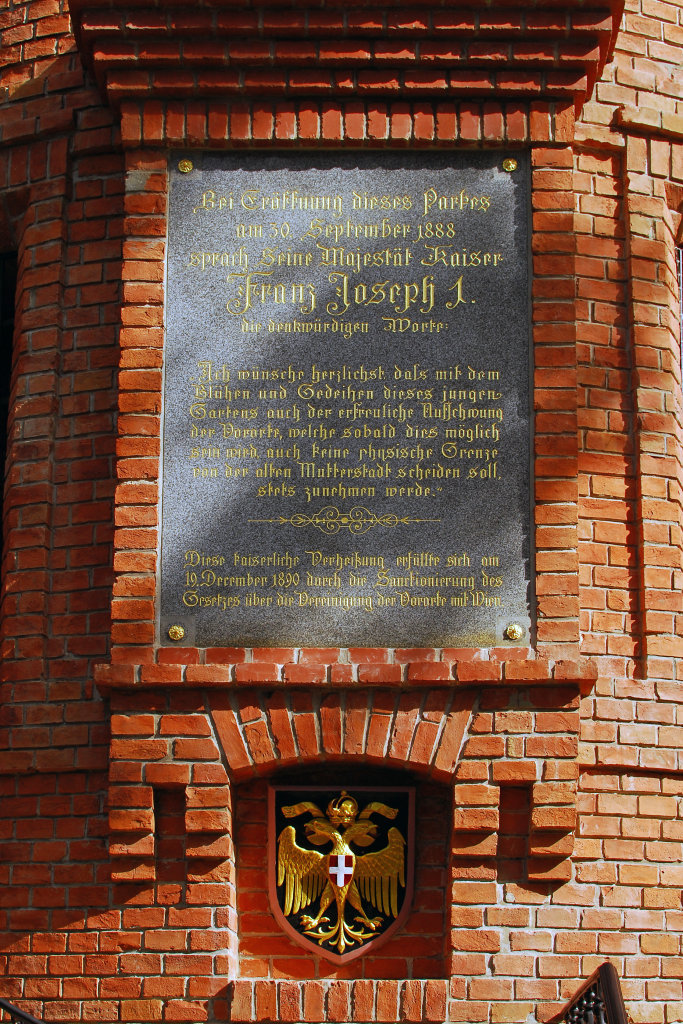 Bei Eröffnung dieses Parkes
am 30. September 1888
sprach Seine Majestät Kaiser
Franz Joseph I.
die denkwürdigen Worte:
„Ich wünsche herzlichst, dass mit dem
Blühen und Gedeihen dieses jungen
Gartens auch der erfreuliche Aufschwung
der Vororte, welche sobald dies möglich
sein wird, auch keine physische Grenze
von der alten Mutterstadt scheiden soll,
stets zunehmen werde.“
Diese kaiserliche Verheißung erfüllte sich am
19. December 1890 durch die Sanctionierung des
Gesetzes über die Vereinigung der Vororte mit Wien.